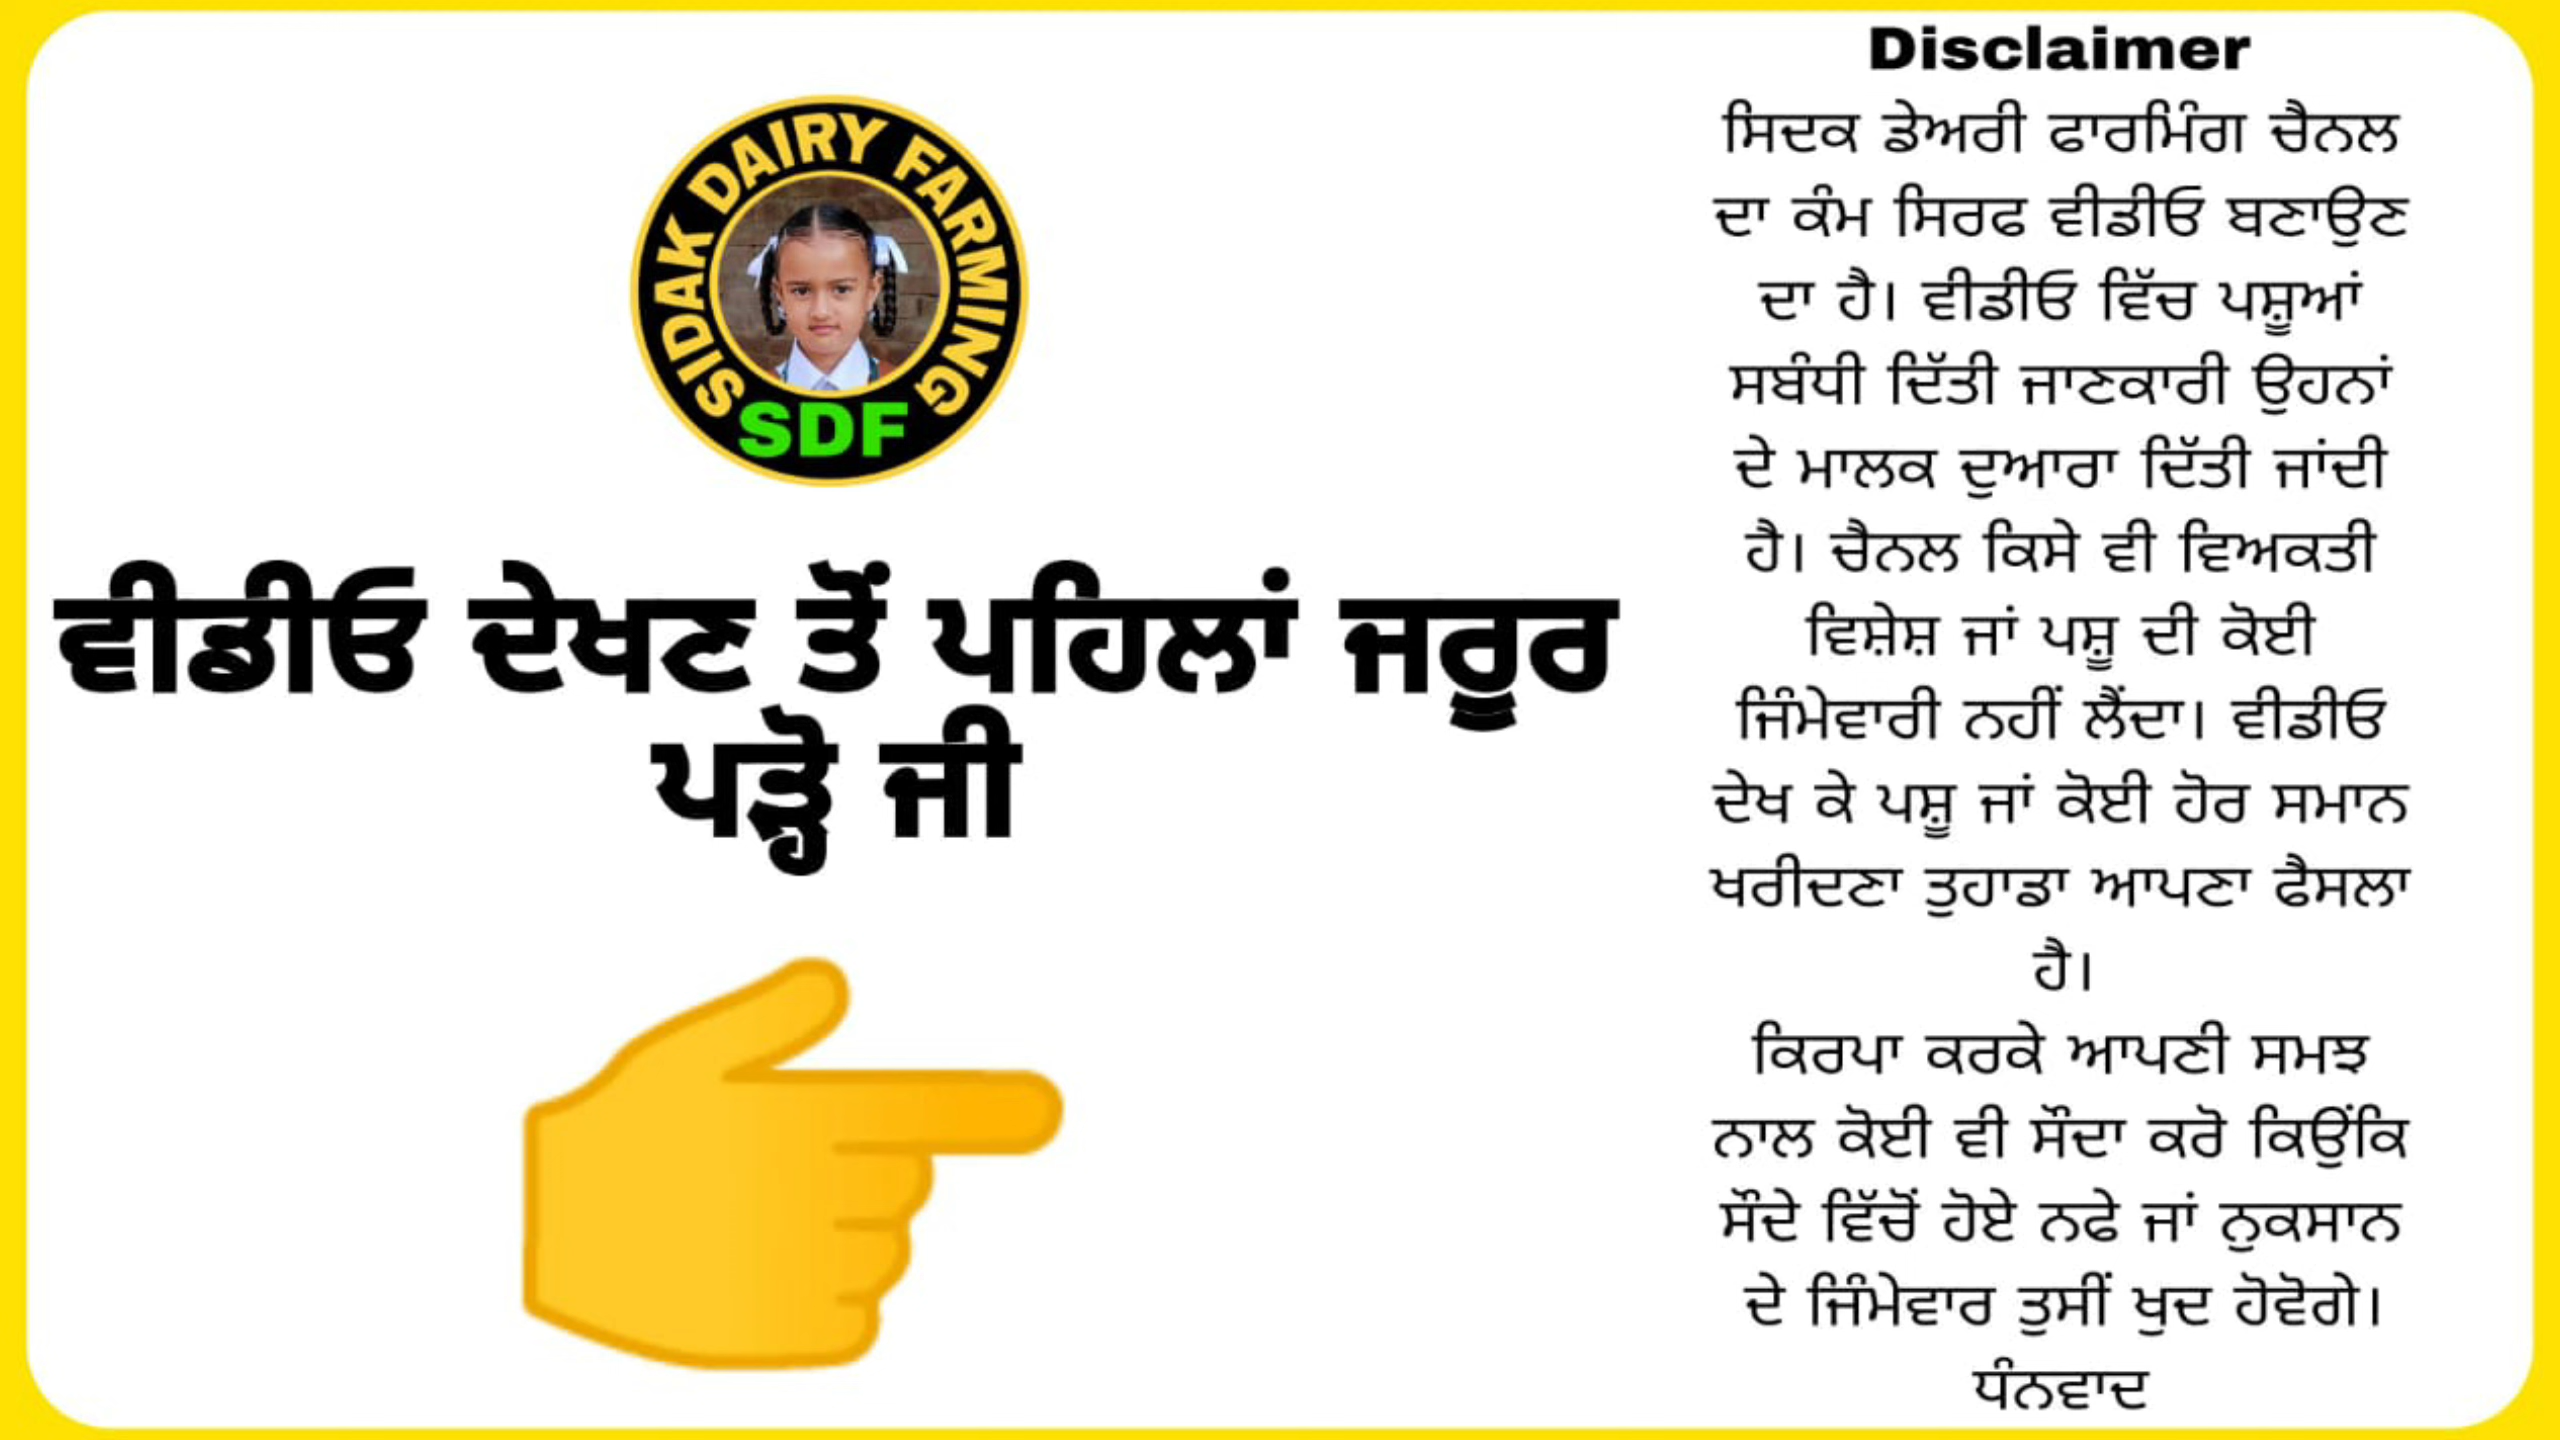 SIDAK DAIRY FARMING
SDF
ਵੀਡੀਓ ਦੇਖਣ ਤੋਂ ਪਹਿਲਾਂ ਜਰੂਰ
ਪੜ੍ਹੋ ਜੀ
Disclaimer
ਸਿਦਕ ਡੇਅਰੀ ਫਾਰਮਿੰਗ ਚੈਨਲ
ਦਾ ਕੰਮ ਸਿਰਫ ਵੀਡੀਓ ਬਣਾਉਣ
ਦਾ ਹੈ। ਵੀਡੀਓ ਵਿੱਚ ਪਸ਼ੂਆਂ
ਸਬੰਧੀ ਦਿੱਤੀ ਜਾਣਕਾਰੀ ਉਹਨਾਂ
ਦੇ ਮਾਲਕ ਦੁਆਰਾ ਦਿੱਤੀ ਜਾਂਦੀ
ਹੈ। ਚੈਨਲ ਕਿਸੇ ਵੀ ਵਿਅਕਤੀ
ਵਿਸ਼ੇਸ਼ ਜਾਂ ਪਸ਼ੂ ਦੀ ਕੋਈ
ਜਿੰਮੇਵਾਰੀ ਨਹੀਂ ਲੈਂਦਾ। ਵੀਡੀਓ
ਦੇਖ ਕੇ ਪਸ਼ੂ ਜਾਂ ਕੋਈ ਹੋਰ ਸਮਾਨ
ਖਰੀਦਣਾ ਤੁਹਾਡਾ ਆਪਣਾ ਫੈਸਲਾ
ਹੈ।
ਕਿਰਪਾ ਕਰਕੇ ਆਪਣੀ ਸਮਝ
ਨਾਲ ਕੋਈ ਵੀ ਸੌਦਾ ਕਰੋ ਕਿਉਂਕਿ
ਸੌਦੇ ਵਿੱਚੋਂ ਹੋਏ ਨਫੇ ਜਾਂ ਨੁਕਸਾਨ
ਦੇ ਜਿੰਮੇਵਾਰ ਤੁਸੀਂ ਖੁਦ ਹੋਵੋਗੇ।
ਧੰਨਵਾਦ